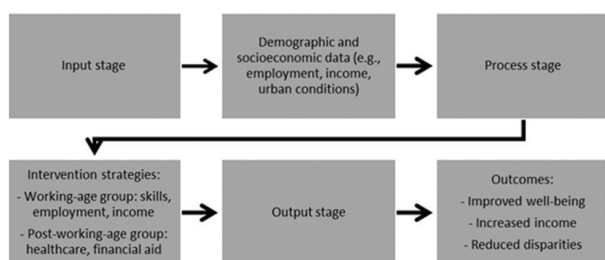 Input stage
Demographic and
socioeconomic data (e.g.,
employment, income,
urban conditions)
Process stage
Intervention strategies:
- Working-age group: skills,
employment, income
- Post-working-age group:
healthcare, financial aid
Output stage
Outcomes:
- Improved well-being
- Increased income
- Reduced disparities